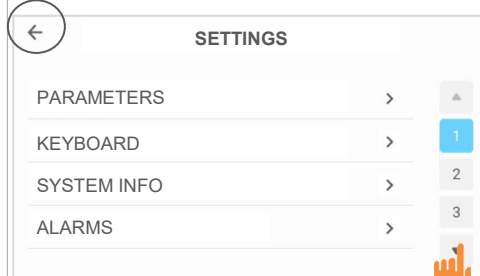 SETTINGS
PARAMETERS
KEYBOARD
SYSTEM INFO
ALARMS
1
2
3